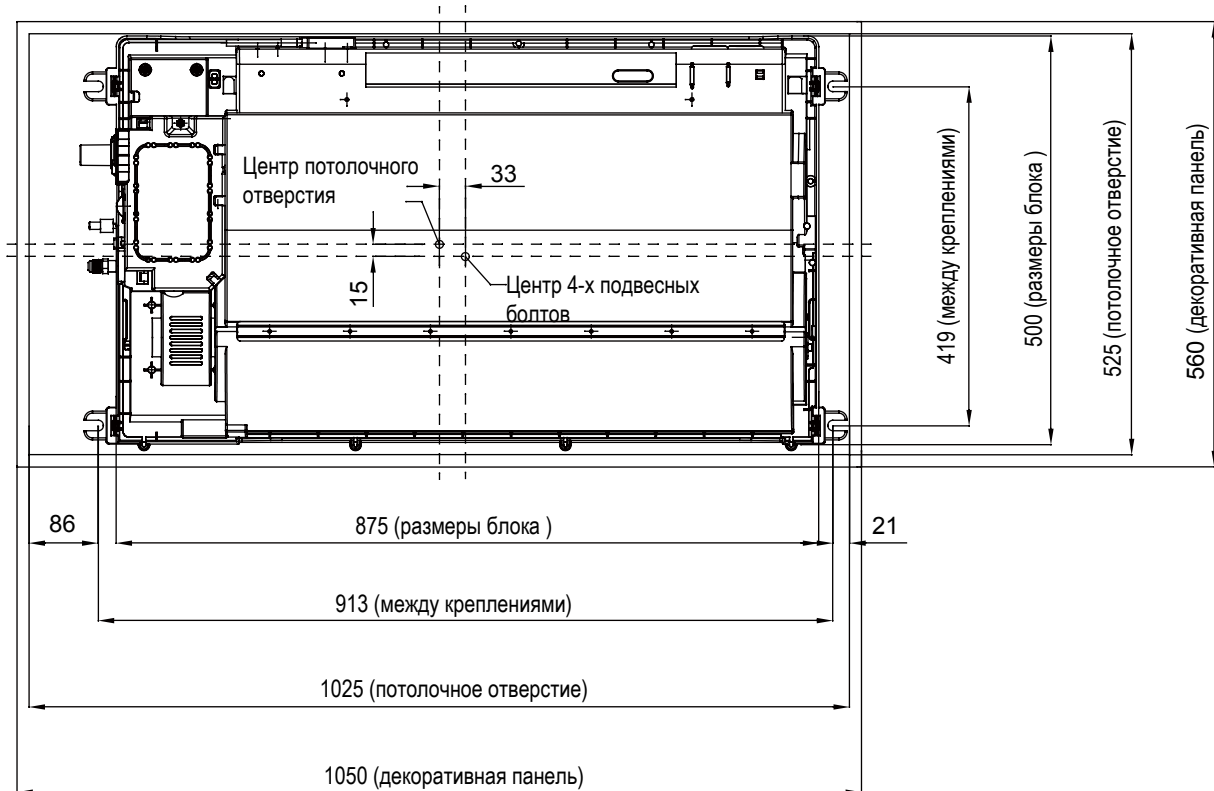 Центр потолочного
отверстия
33
15
Центр 4-х подвесных
болтов
419 (между креплениями)
500 (размеры блока )
525 (потолочное отверстие)
560 (декоративная панель)
86
875 (размеры блока )
21
913 (между креплениями)
1025 (потолочное отверстие)
1050 (декоративная панель)